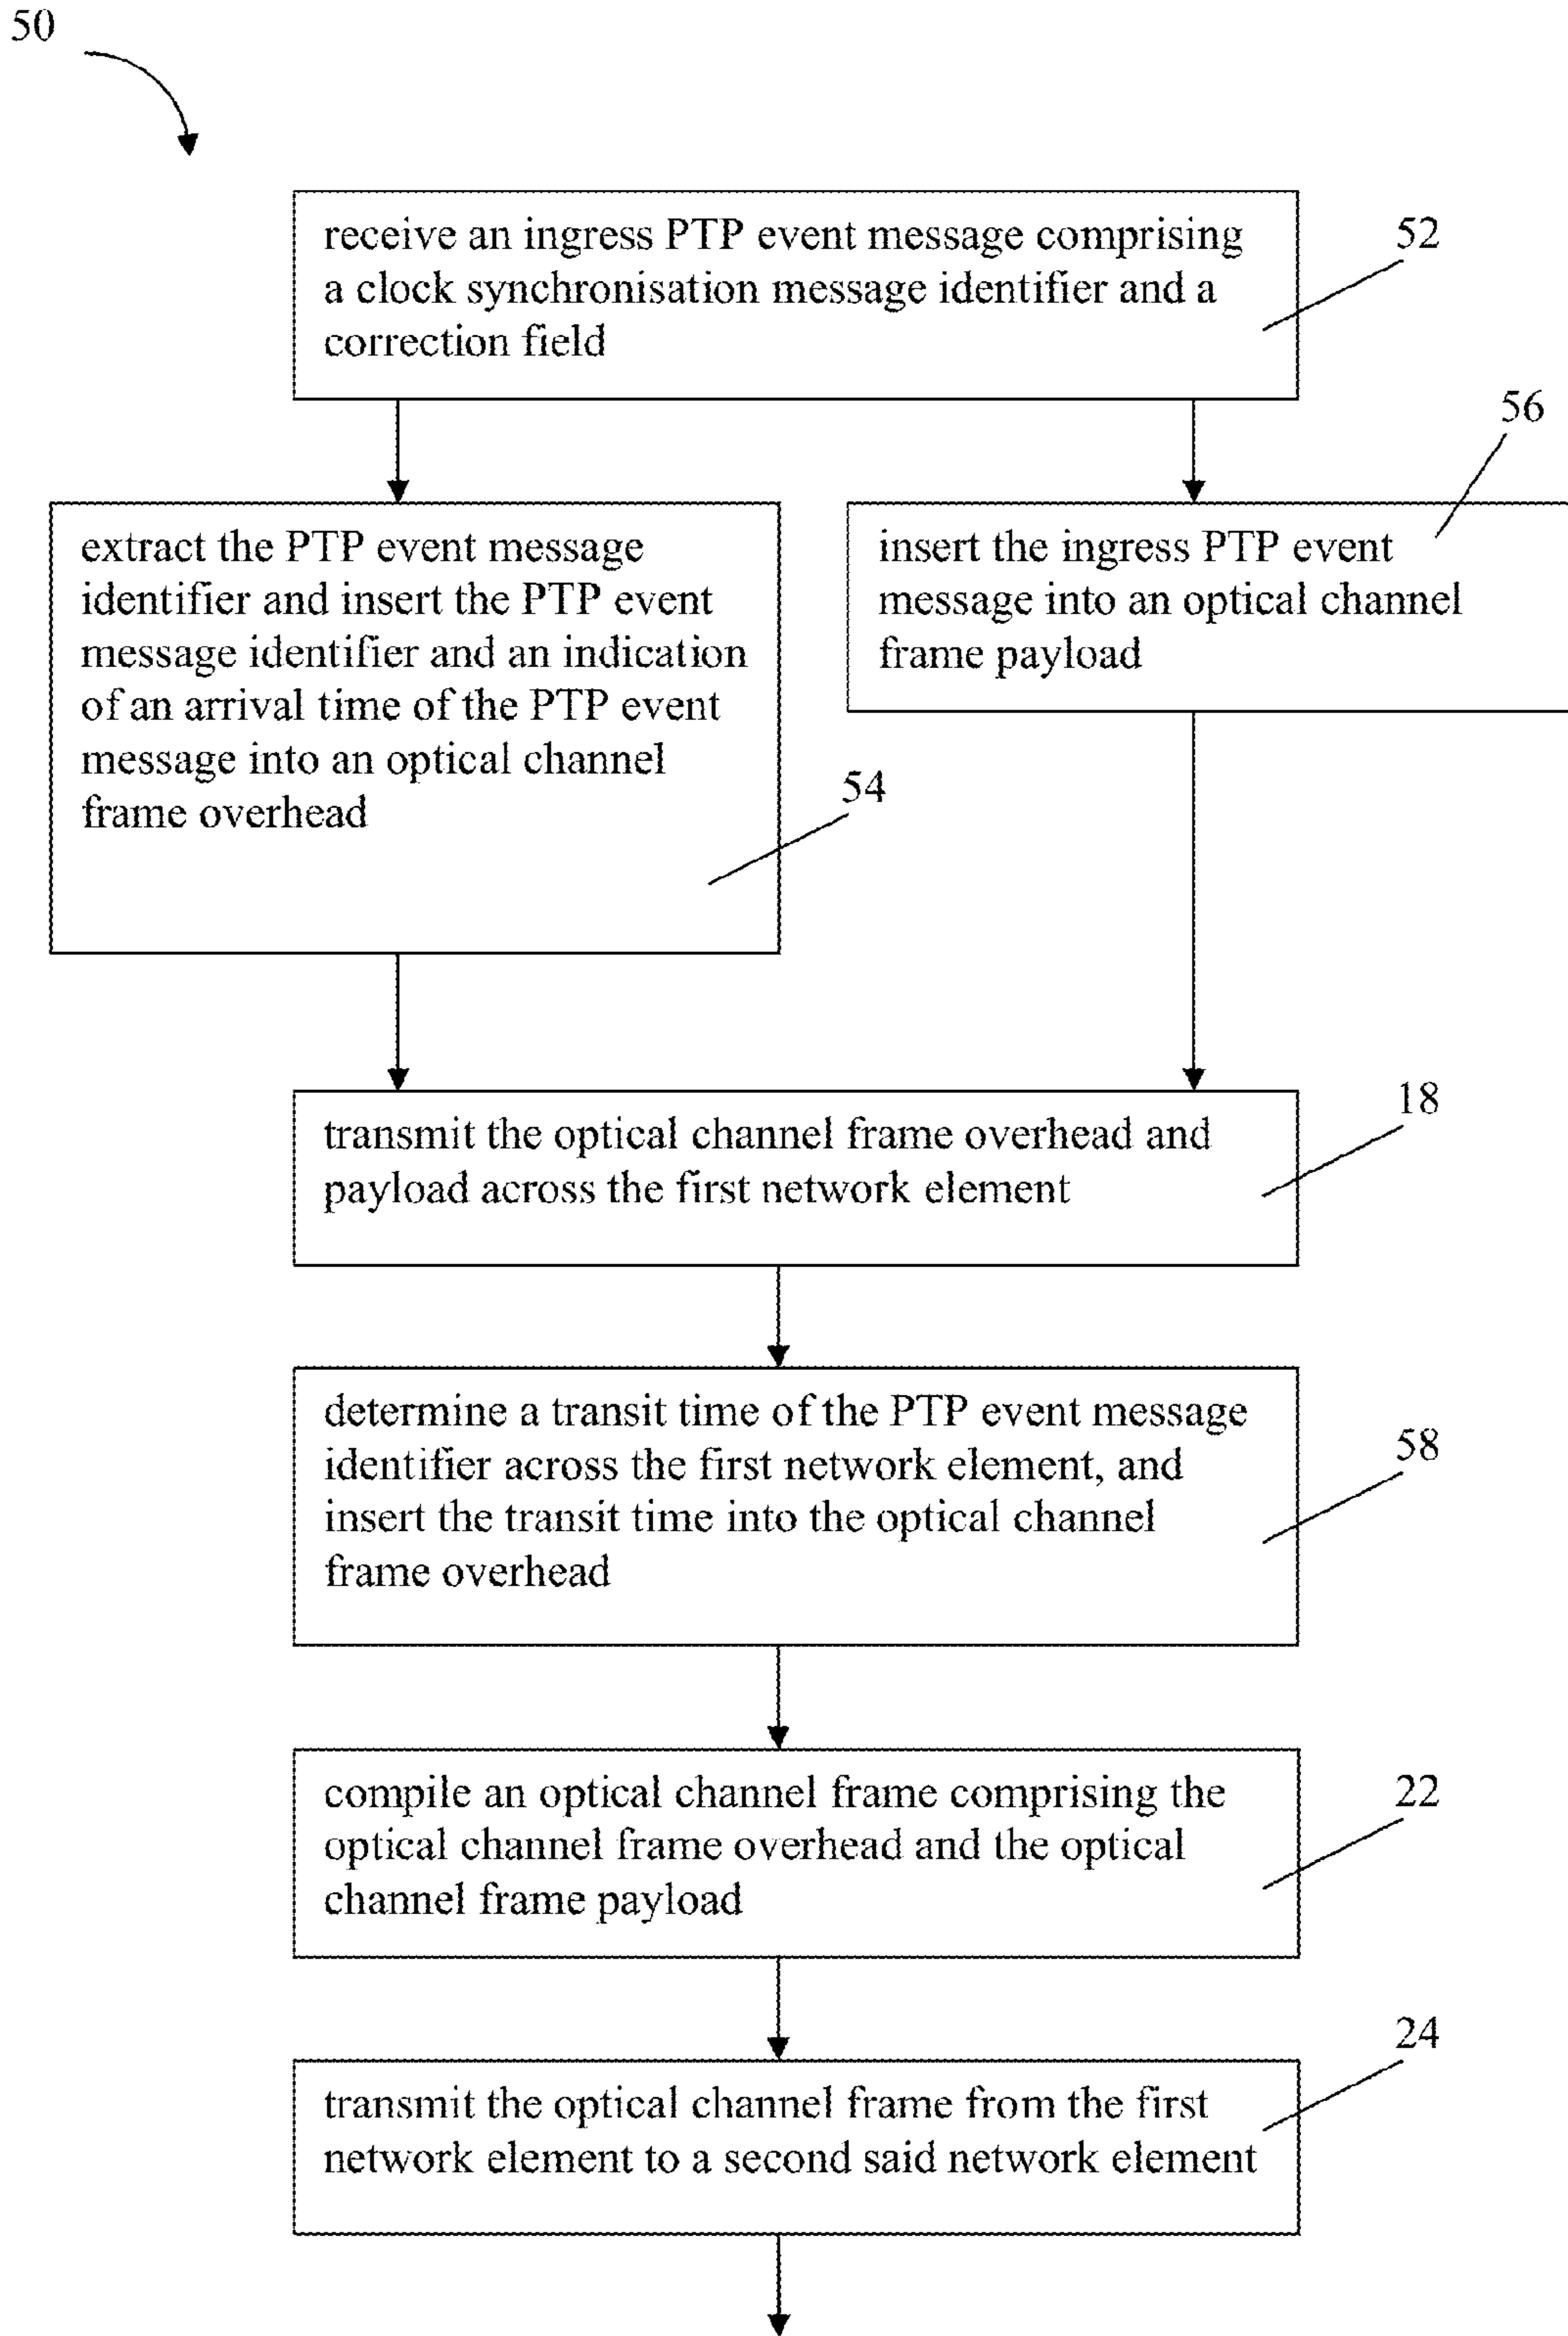 50
receive an ingress PTP event message comprising
a clock synchronisation message identifier and a
correction field
52
56
extract the PTP event message
identifier and insert the PTP event
message identifier and an indication
of an arrival time of the PTP event
message into an optical channel
frame overhead
54
insert the ingress PTP event
message into an optical channel
frame payload
transmit the optical channel frame overhead and
payload across the first network element
18
determine a transit time of the PTP event message
identifier across the first network element, and
insert the transit time into the optical channel
frame overhead
58
compile an optical channel frame comprising the
optical channel frame overhead and the optical
channel frame payload
22
transmit the optical channel frame from the first
network element to a second said network element
24